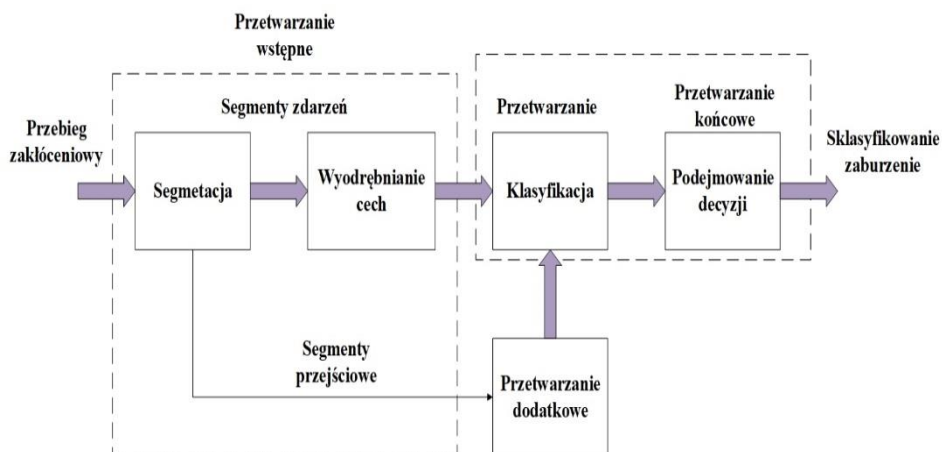 Przetwarzanie
wstępne
Segmenty zdarzeń
Przetwarzanie
Przetwarzanie
końcowe
Przebieg
zakłóceniowy
Segmetacja
Wyodrębnianie
cech
Klasyfikacja
Podejmowanie
decyzji
Sklasyfikowanie
zaburzenie
Segmenty
przejściowe
Przetwarzanie
dodatkowe